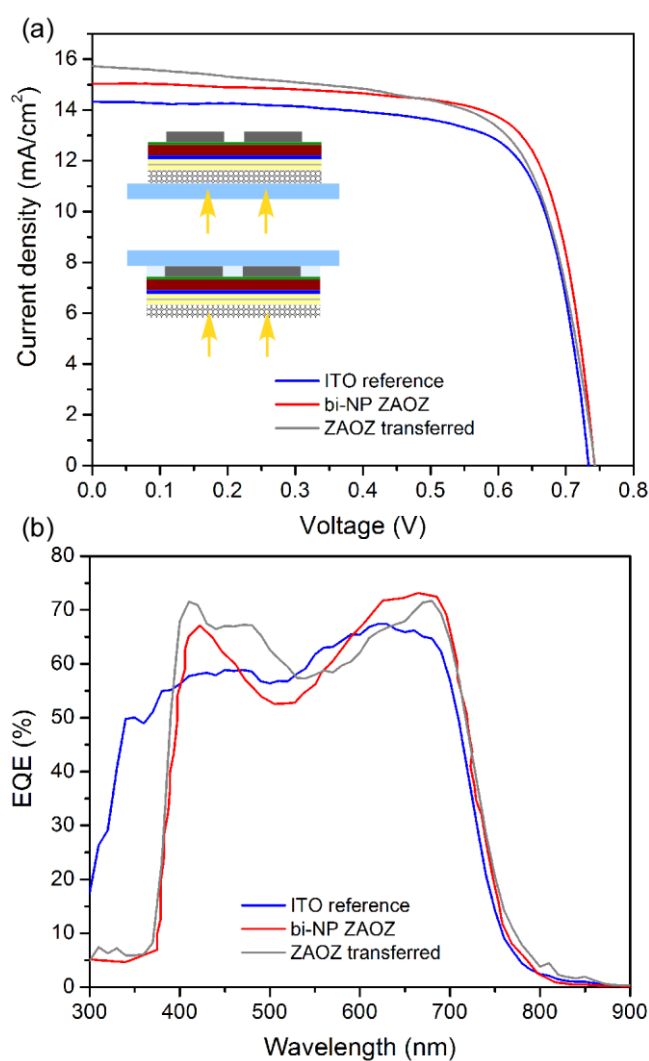 (a)
16
14
12
10
8
6
4
2
0
Current density (mA/cm²)
ITO reference
bi-NP ZAOZ
ZAOZ transferred
0.0 0.1 0.2 0.3 0.4 0.5 0.6 0.7 0.8
Voltage (V)
(b)
80
70
60
50
40
30
20
10
0
EQE (%)
ITO reference
bi-NP ZAOZ
ZAOZ transferred
300 400 500 600 700 800 900
Wavelength (nm)